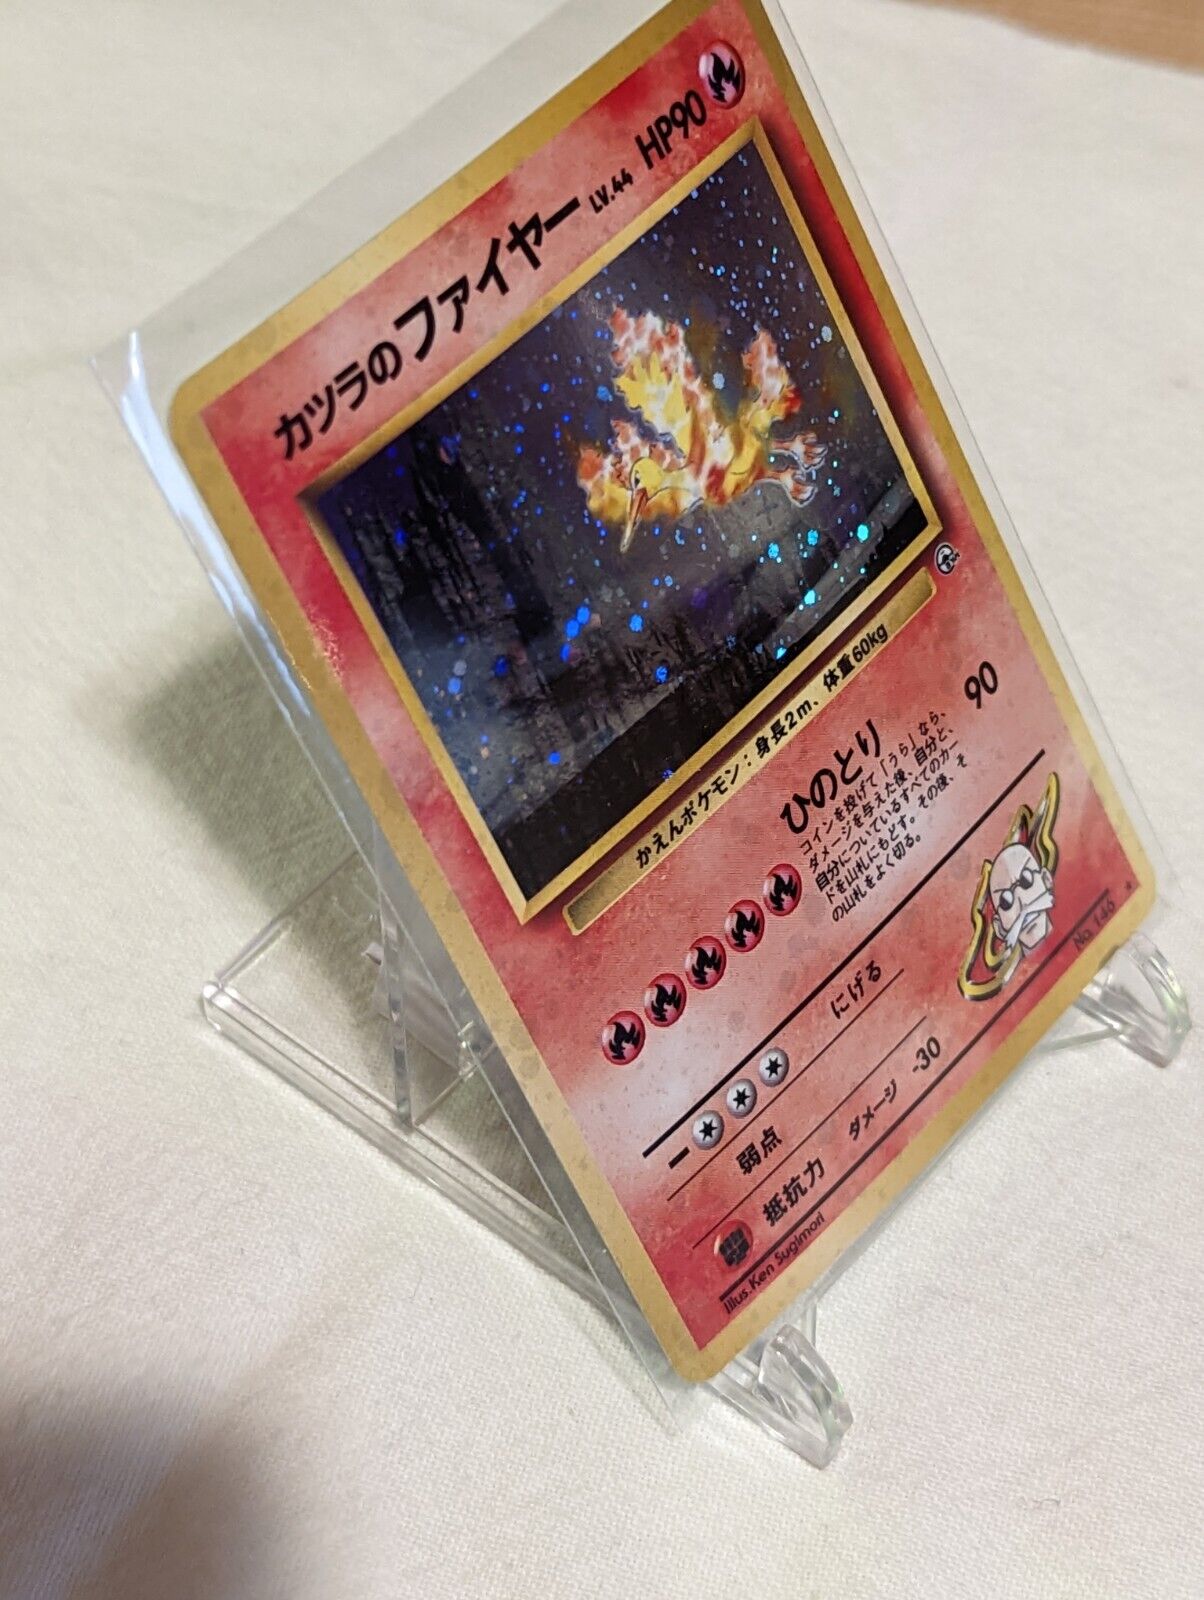 カツラのファイヤー LV.44 HP90
かえんポケモン：身長2m、体重60kg
ひのとり 90
コインを投げて「うら」なら、
ダメージを与えた後、自分と、
自分についているすべてのカー
ドを山札にもどす。その後、そ
の山札をよく切る。
にげる
弱点
抵抗力 ダメージ -30
Illus. Ken Sugimori
No. 146 ★